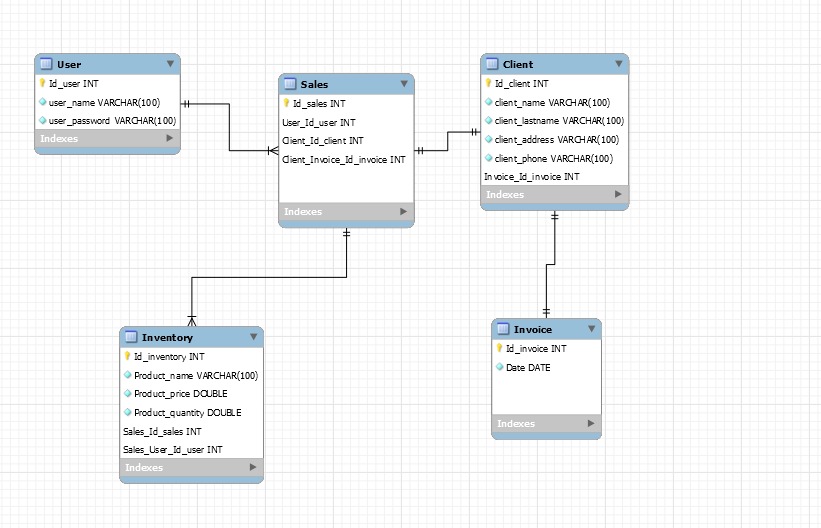 User
Id_user INT
user_name VARCHAR(100)
user_password VARCHAR(100)
Indexes
Sales
Id_sales INT
User_Id_user INT
Client_Id_client INT
Client_Invoice_Id_invoice INT
Indexes
Client
Id_client INT
client_name VARCHAR(100)
client_lastname VARCHAR(100)
client_address VARCHAR(100)
client_phone VARCHAR(100)
Invoice_Id_invoice INT
Indexes
Inventory
Id_inventory INT
Product_name VARCHAR(100)
Product_price DOUBLE
Product_quantity DOUBLE
Sales_Id_sales INT
Sales_User_Id_user INT
Indexes
Invoice
Id_invoice INT
Date DATE
Indexes